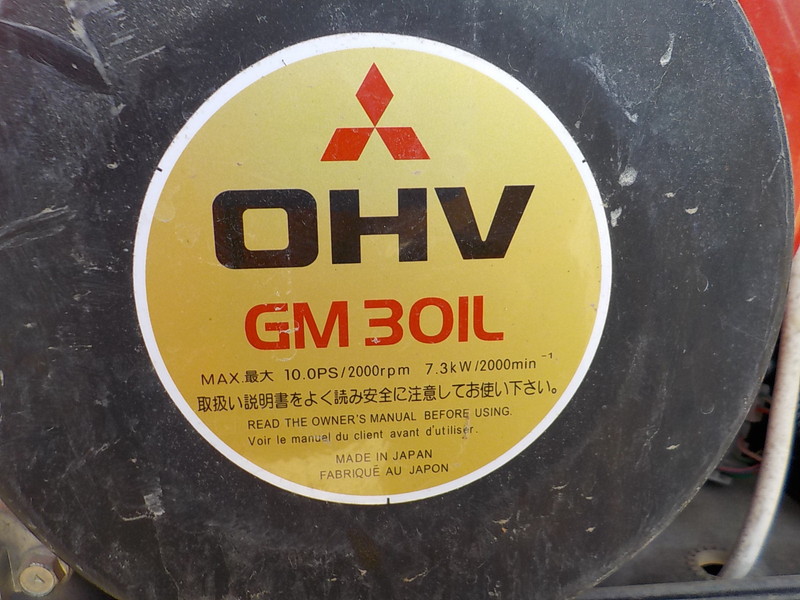 OHV
GM301L
MAX.最大 10.0PS/2000rpm 7.3kW/2000min⁻¹
取扱い説明書をよく読み安全に注意してお使い下さい。
READ THE OWNER'S MANUAL BEFORE USING.
Voir le manuel du client avant d'utiliser.
MADE IN JAPAN
FABRIQUÉ AU JAPON